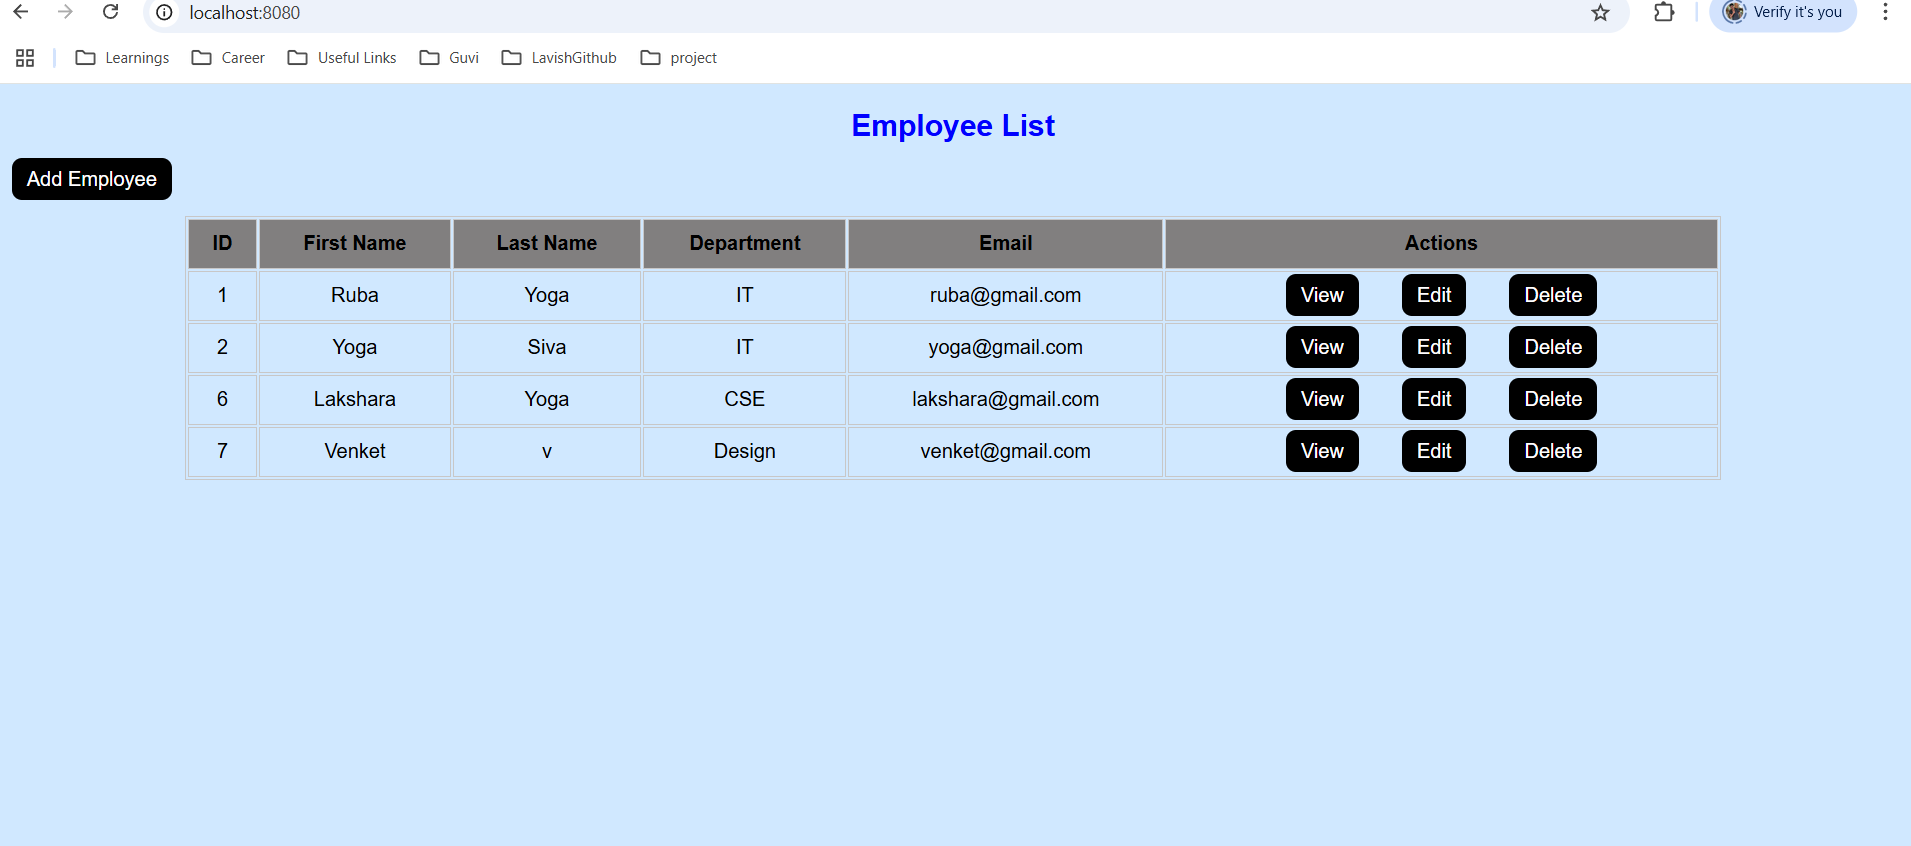 localhost:8080 Verify it's you
Learnings Career Useful Links Guvi LavishGithub project
Employee List
Add Employee
ID First Name Last Name Department Email Actions
1 Ruba Yoga IT ruba@gmail.com View Edit Delete
2 Yoga Siva IT yoga@gmail.com View Edit Delete
6 Lakshara Yoga CSE lakshara@gmail.com View Edit Delete
7 Venket v Design venket@gmail.com View Edit Delete